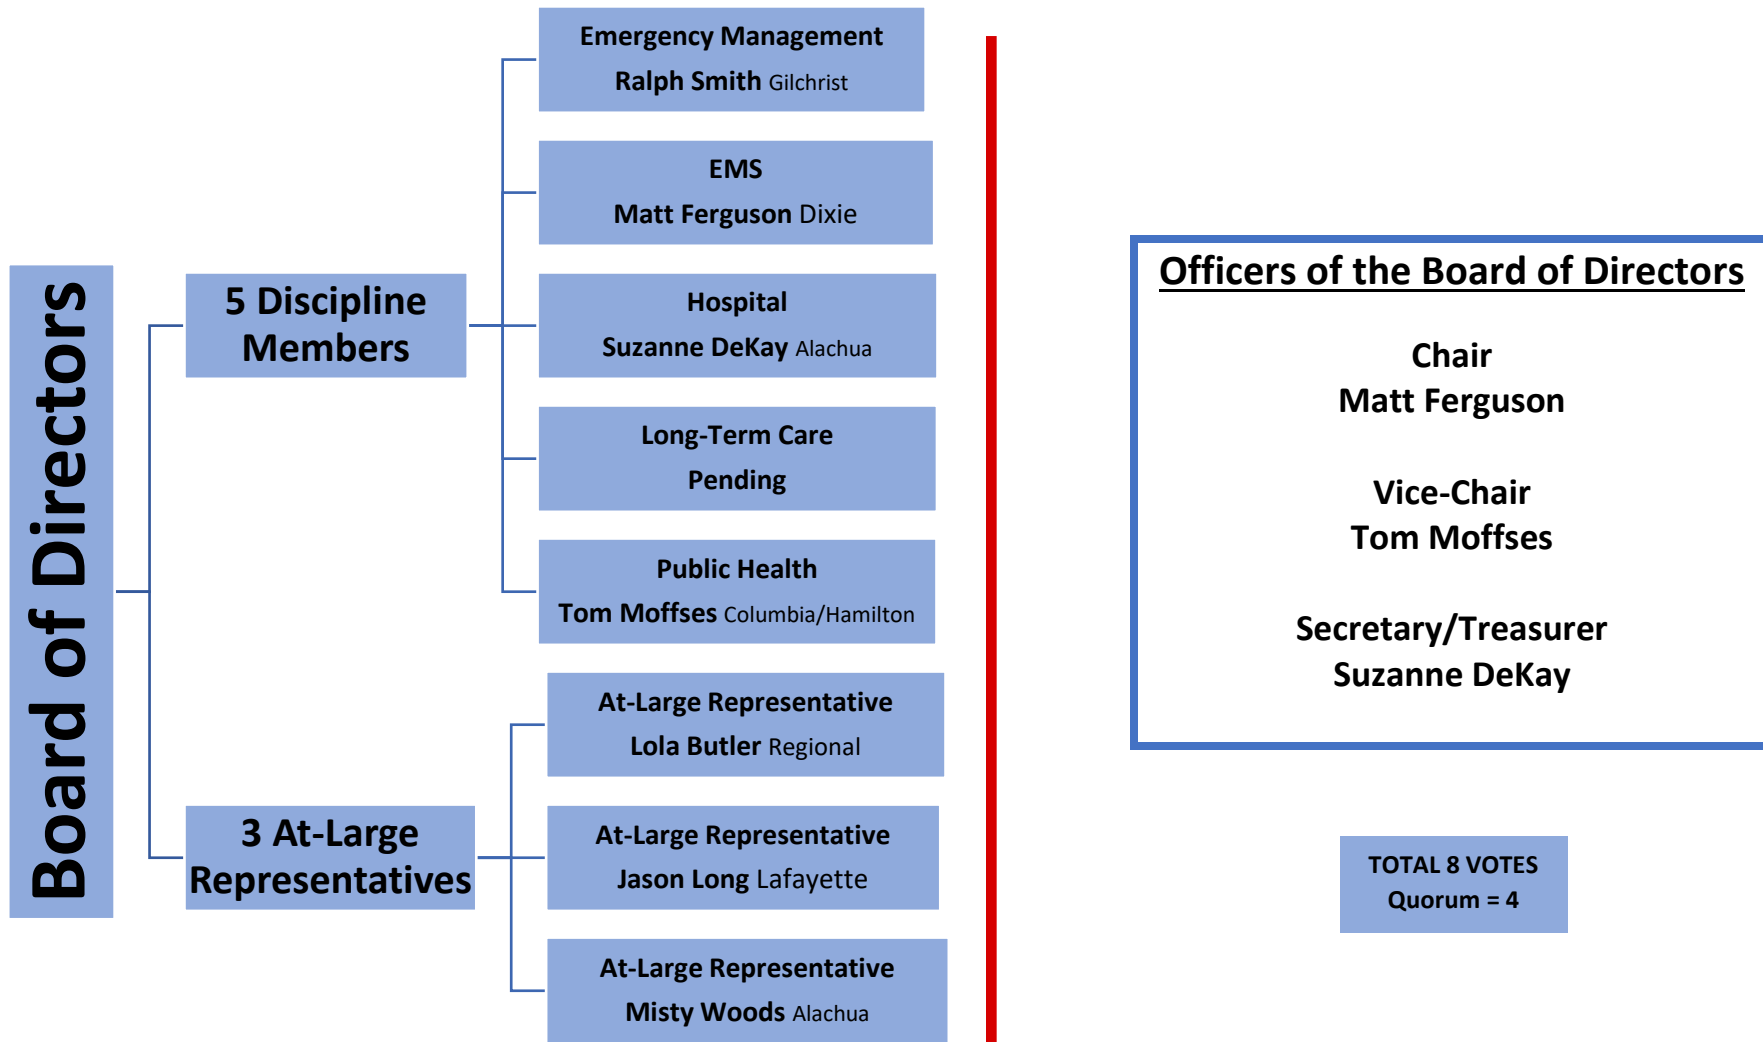 Board of Directors
5 Discipline
Members
Emergency Management
Ralph Smith Gilchrist
EMS
Matt Ferguson Dixie
Hospital
Suzanne DeKay Alachua
Long-Term Care
Pending
Public Health
Tom Moffses Columbia/Hamilton
3 At-Large
Representatives
At-Large Representative
Lola Butler Regional
At-Large Representative
Jason Long Lafayette
At-Large Representative
Misty Woods Alachua
Officers of the Board of Directors
Chair
Matt Ferguson
Vice-Chair
Tom Moffses
Secretary/Treasurer
Suzanne DeKay
TOTAL 8 VOTES
Quorum = 4